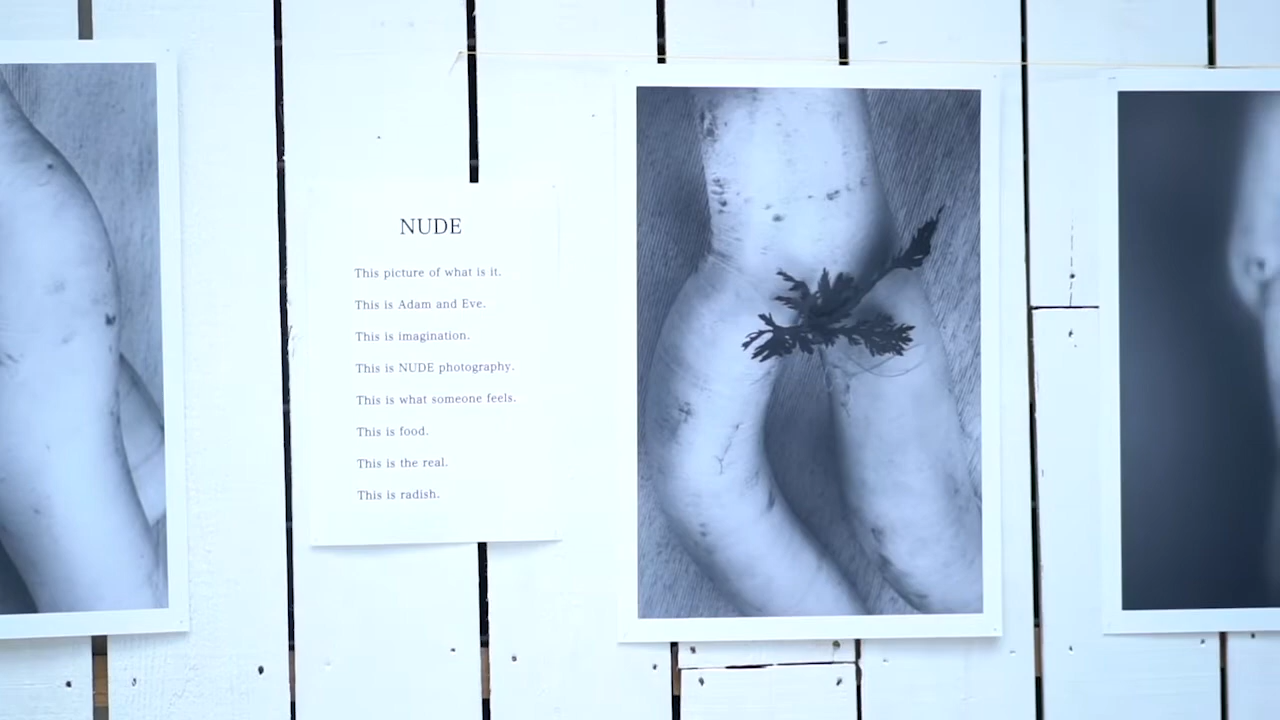 NUDE
This picture of what is it.
This is Adam and Eve.
This is imagination.
This is NUDE photography.
This is what someone feels.
This is food.
This is the real.
This is radish.